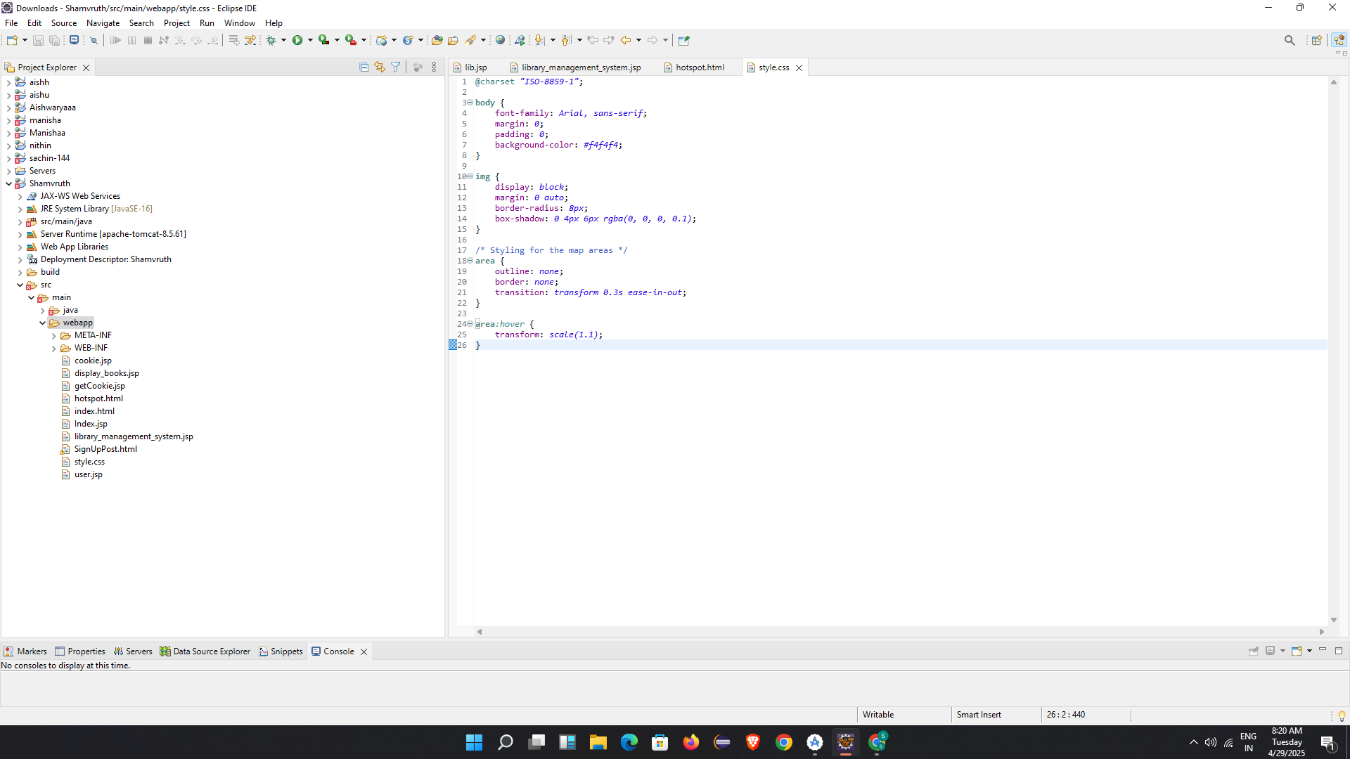 Downloads - Shamvruth/src/main/webapp/style.css - Eclipse IDE
File Edit Source Navigate Search Project Run Window Help
Project Explorer
aishh
aishu
Aishwaryaaa
manisha
Manishaa
nithin
sachin-144
Servers
Shamvruth
JAX-WS Web Services
JRE System Library [JavaSE-16]
src/main/java
Server Runtime [apache-tomcat-8.5.61]
Web App Libraries
Deployment Descriptor: Shamvruth
build
src
main
java
webapp
META-INF
WEB-INF
cookie.jsp
display_books.jsp
getCookie.jsp
hotspot.html
index.html
Index.jsp
library_management_system.jsp
SignUpPost.html
style.css
user.jsp
lib.jsp library_management_system.jsp hotspot.html style.css
1 @charset "ISO-8859-1";
2
3 body {
4 font-family: Arial, sans-serif;
5 margin: 0;
6 padding: 0;
7 background-color: #f4f4f4;
8 }
9
10 img {
11 display: block;
12 margin: 0 auto;
13 border-radius: 8px;
14 box-shadow: 0 4px 6px rgba(0, 0, 0, 0.1);
15 }
16
17 /* Styling for the map areas */
18 area {
19 outline: none;
20 border: none;
21 transition: transform 0.3s ease-in-out;
22 }
23
24 area:hover {
25 transform: scale(1.1);
26 }
Markers Properties Servers Data Source Explorer Snippets Console
No consoles to display at this time.
Writable Smart Insert 26 : 2 : 440
ENG
IN
8:20 AM
Tuesday
4/29/2025
1